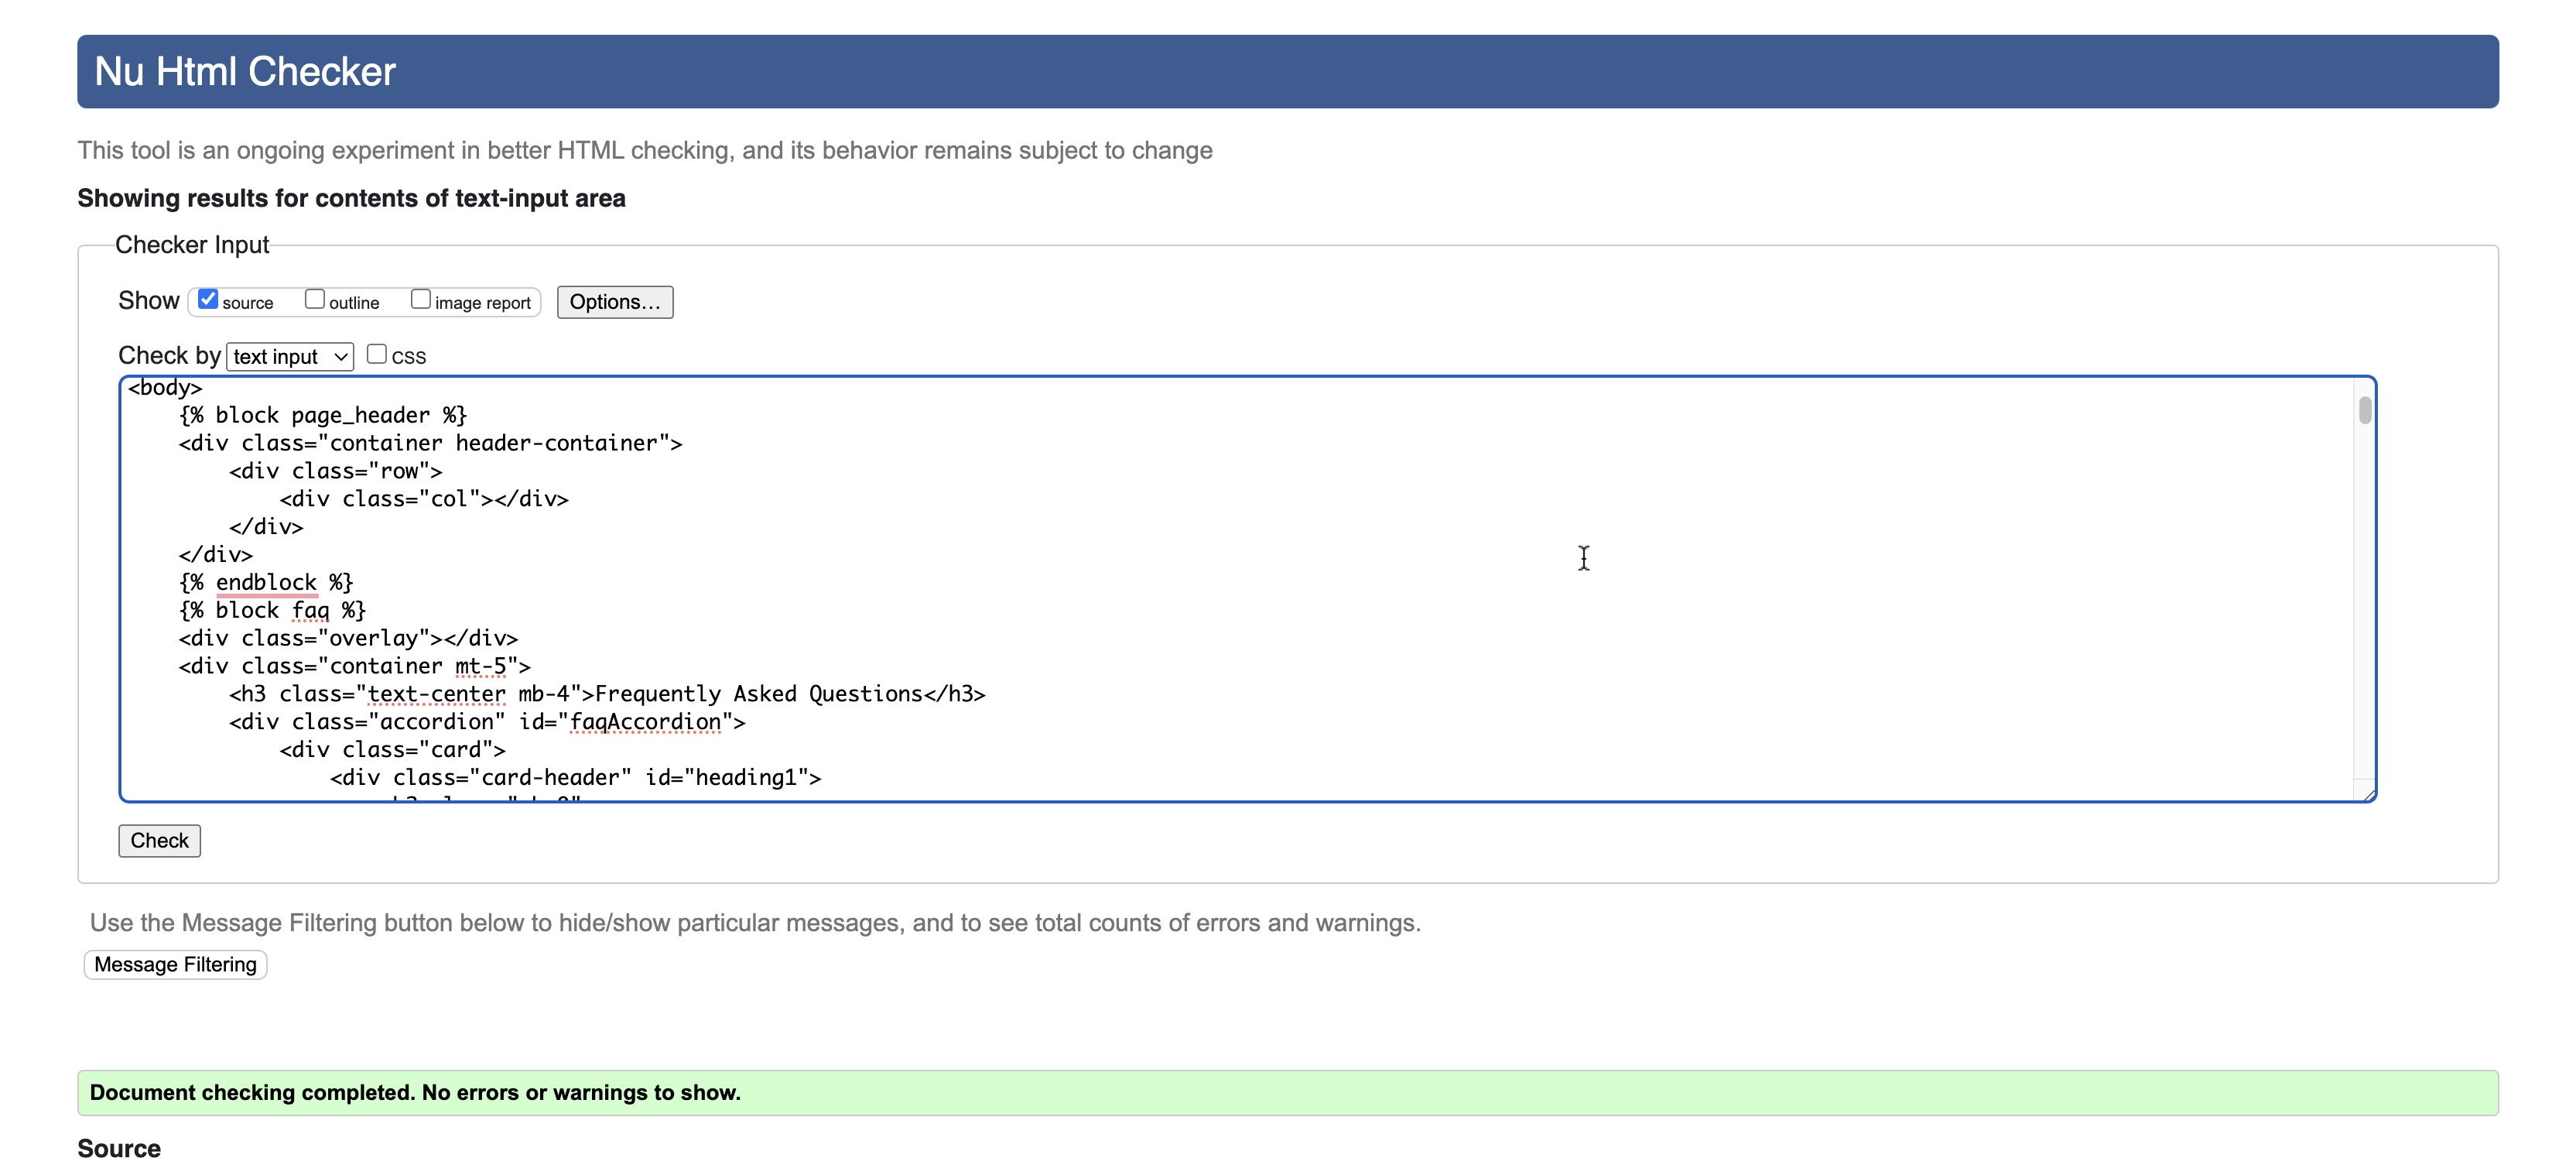 Nu Html Checker
This tool is an ongoing experiment in better HTML checking, and its behavior remains subject to change
Showing results for contents of text-input area
Checker Input
Show source outline image report Options...
Check by text input CSS
<body>
    {% block page_header %}
    <div class="container header-container">
        <div class="row">
            <div class="col"></div>
        </div>
    </div>
    {% endblock %}
    {% block faq %}
    <div class="overlay"></div>
    <div class="container mt-5">
        <h3 class="text-center mb-4">Frequently Asked Questions</h3>
        <div class="accordion" id="faqAccordion">
            <div class="card">
                <div class="card-header" id="heading1">
Check
Use the Message Filtering button below to hide/show particular messages, and to see total counts of errors and warnings.
Message Filtering
Document checking completed. No errors or warnings to show.
Source